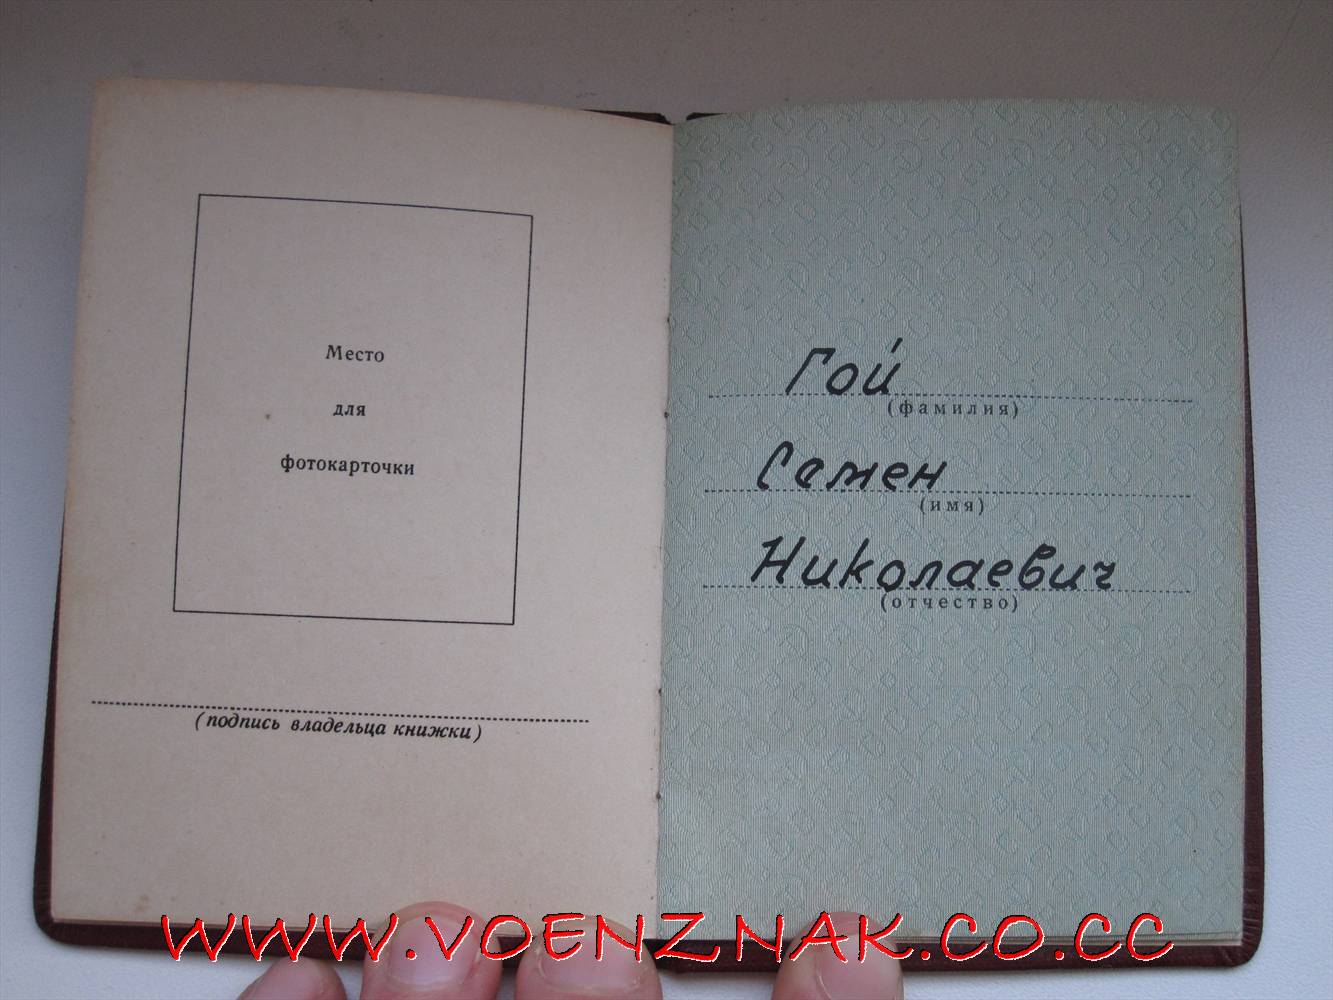 Место
для
фотокарточки
(подпись владельца книжки)
Гой
(фамилия)
Семен
(имя)
Николаевич
(отчество)
WWW.VOENZNAK.CO.CC